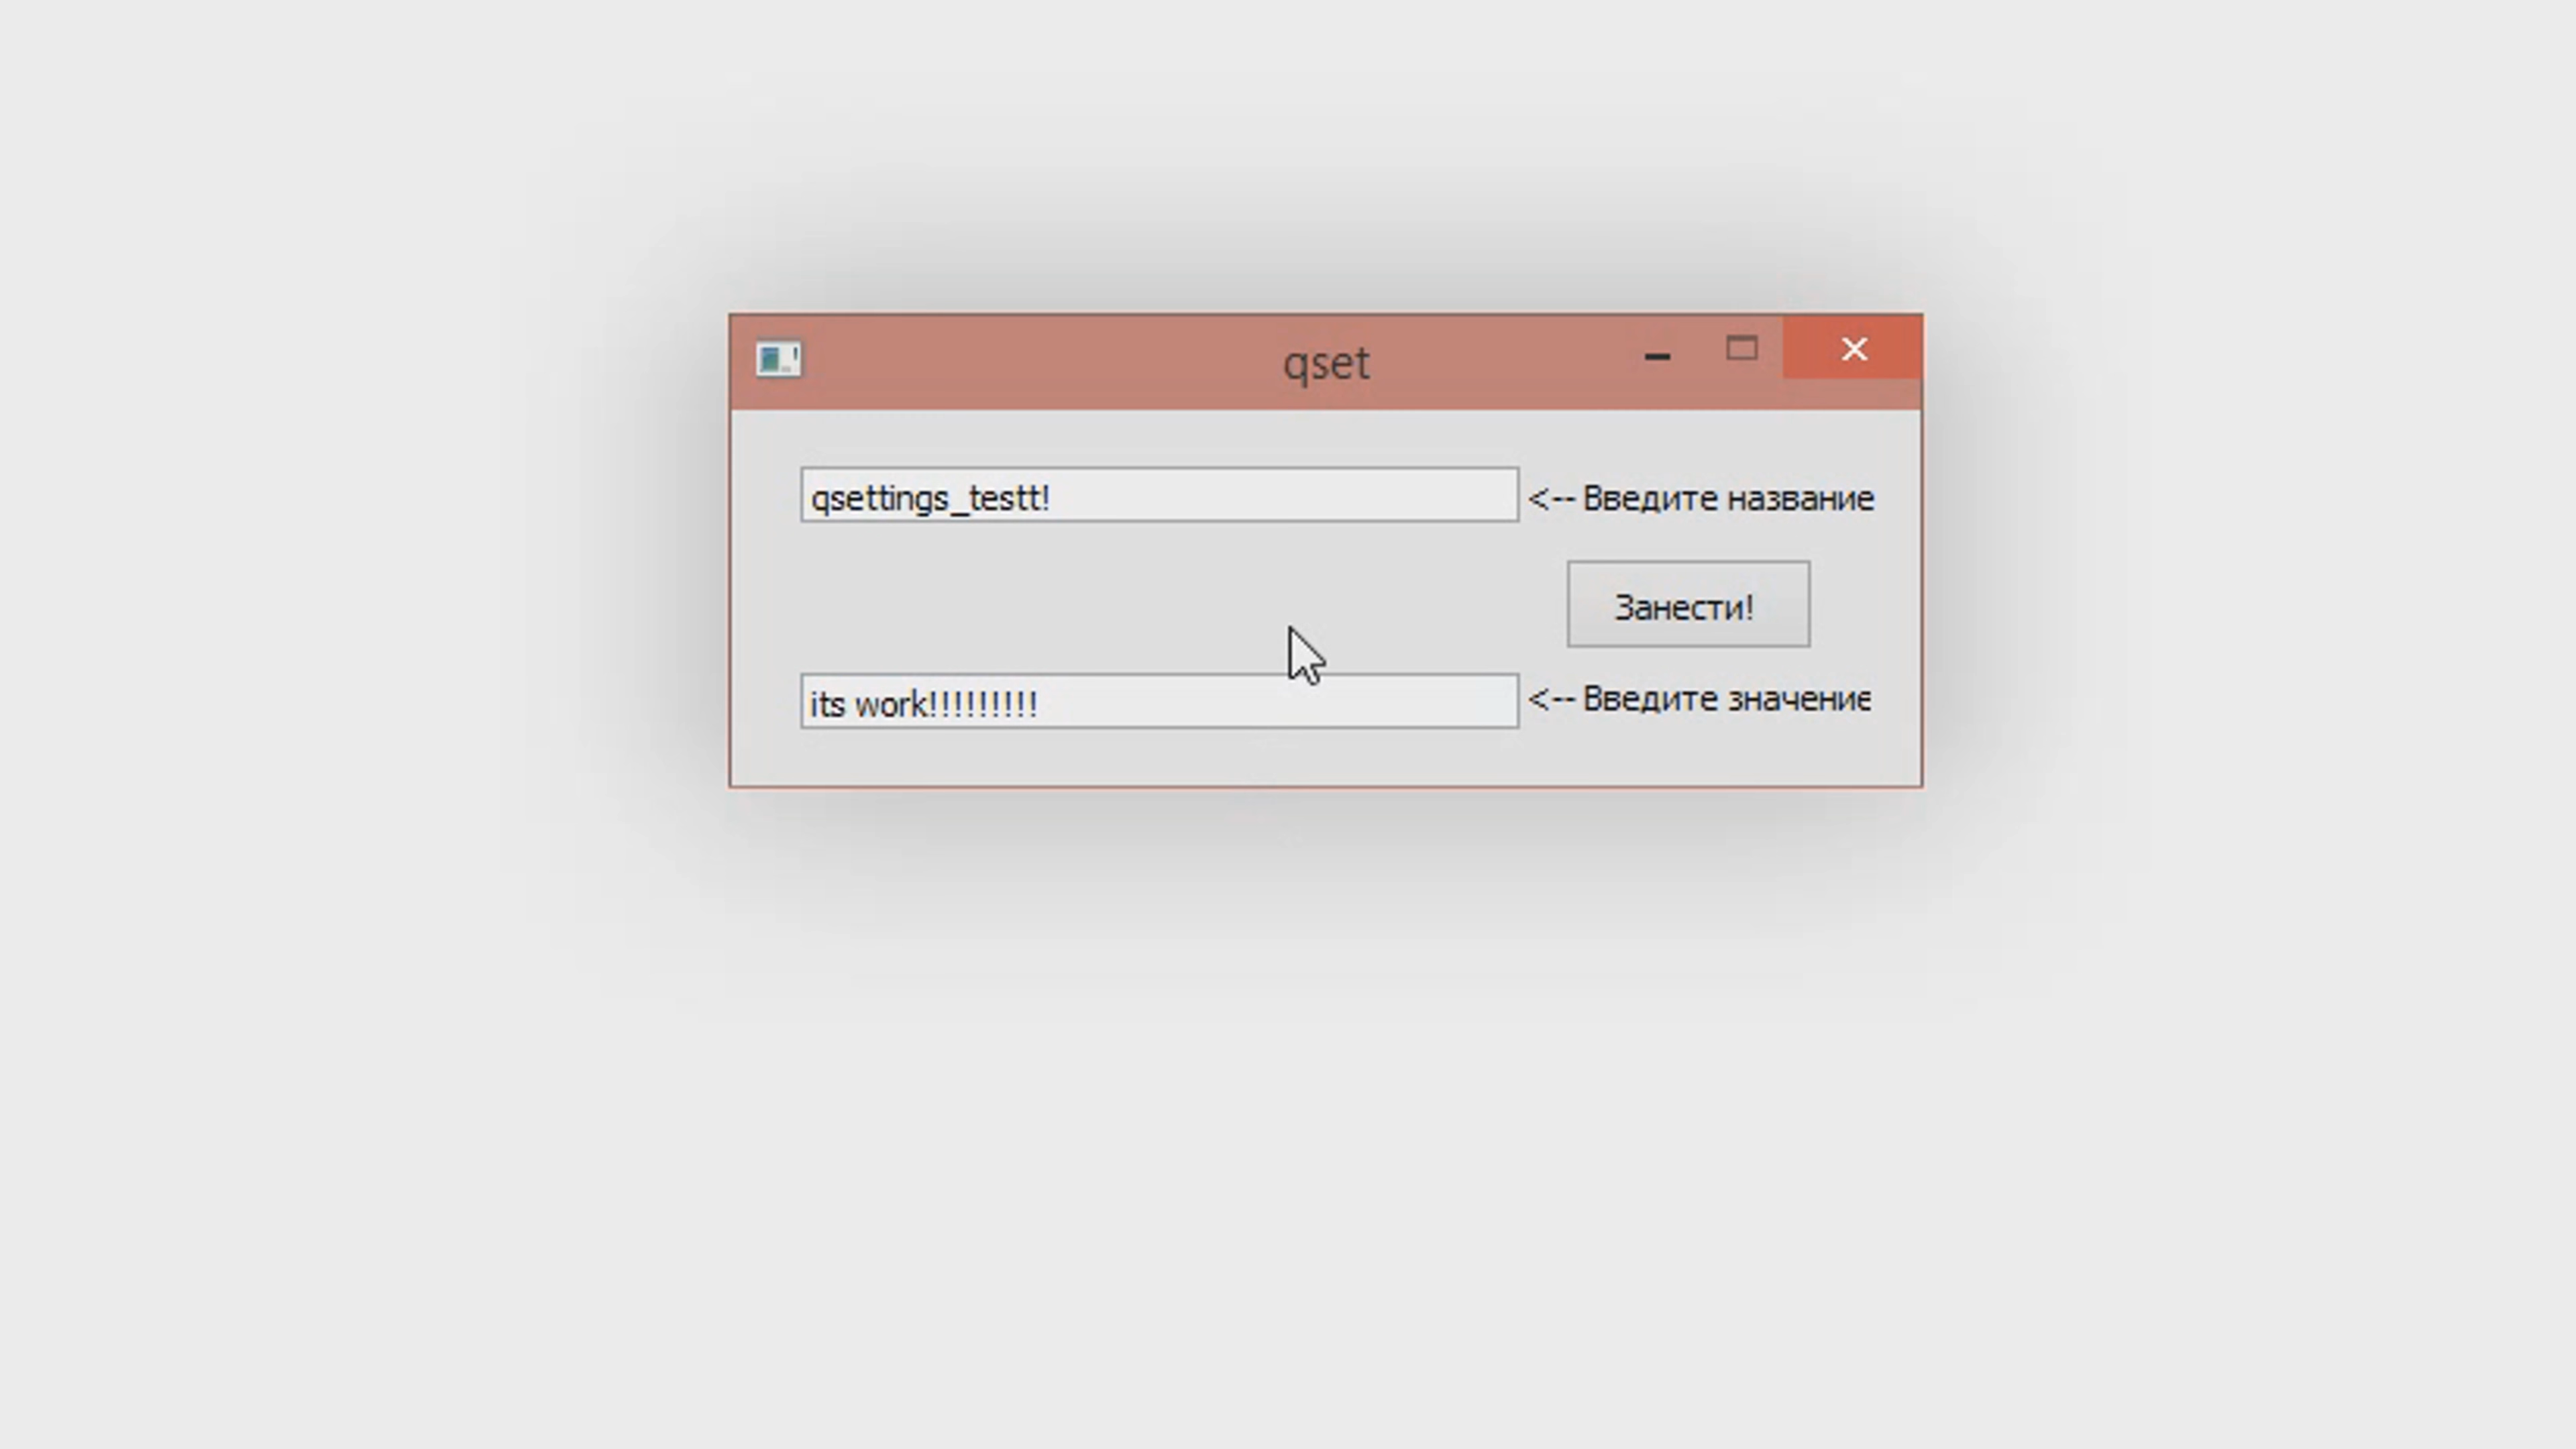 qset
qsettings_testt! <-- Введите название
Занести!
its work!!!!!!!!! <-- Введите значение